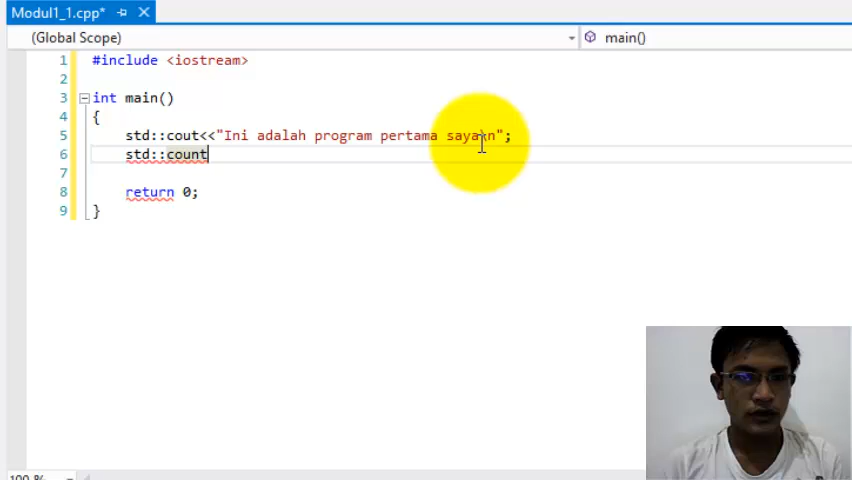 Modul1_1.cpp*
(Global Scope) main()
1 #include <iostream>
2
3 int main()
4 {
5 std::cout<<"Ini adalah program pertama saya\n";
6 std::count
7
8 return 0;
9 }
100 %